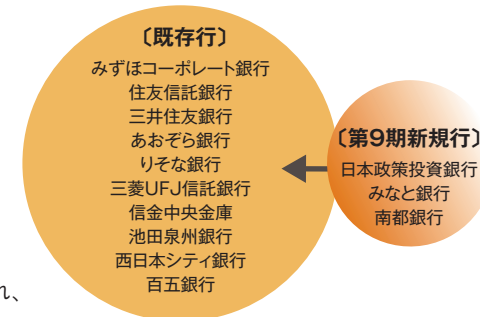 〔既存行〕
みずほコーポレート銀行
住友信託銀行
三井住友銀行
あおぞら銀行
りそな銀行
三菱UFJ信託銀行
信金中央金庫
池田泉州銀行
西日本シティ銀行
百五銀行
〔第9期新規行〕
日本政策投資銀行
みなと銀行
南都銀行
れ、